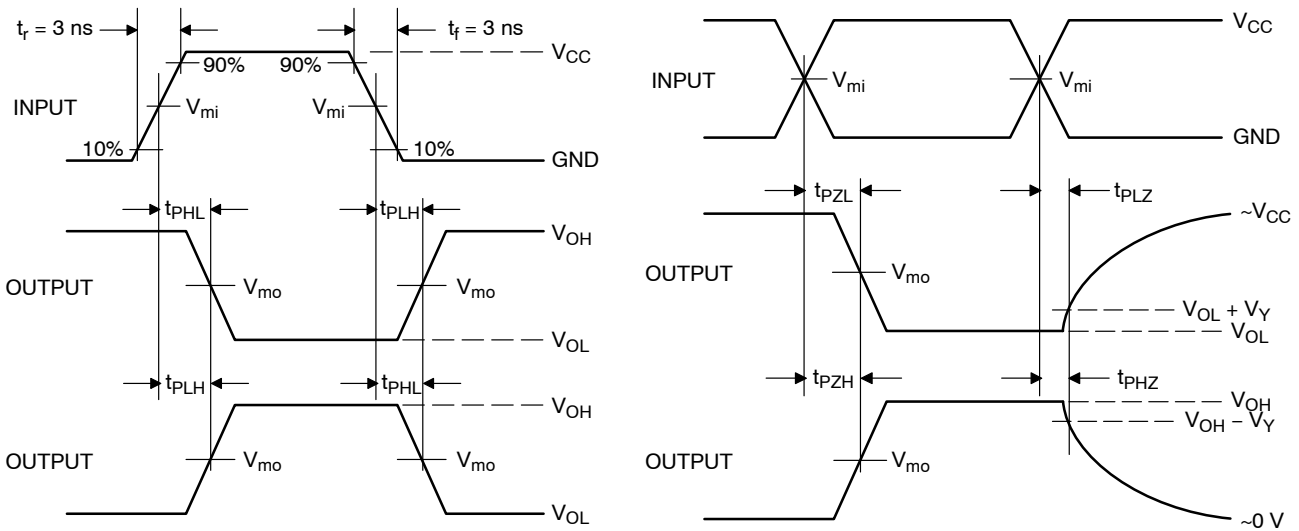 tr = 3 ns
tf = 3 ns
VCC
90%
90%
INPUT
Vmi
Vmi
10%
10%
GND
tPHL
tPLH
VOH
OUTPUT
Vmo
Vmo
VOL
tPLH
tPHL
VOH
OUTPUT
Vmo
Vmo
VOL
VCC
INPUT
Vmi
Vmi
GND
tPZL
tPLZ
~VCC
OUTPUT
Vmo
VOL + VY
VOL
tPZH
tPHZ
VOH
VOH – VY
OUTPUT
Vmo
~0 V